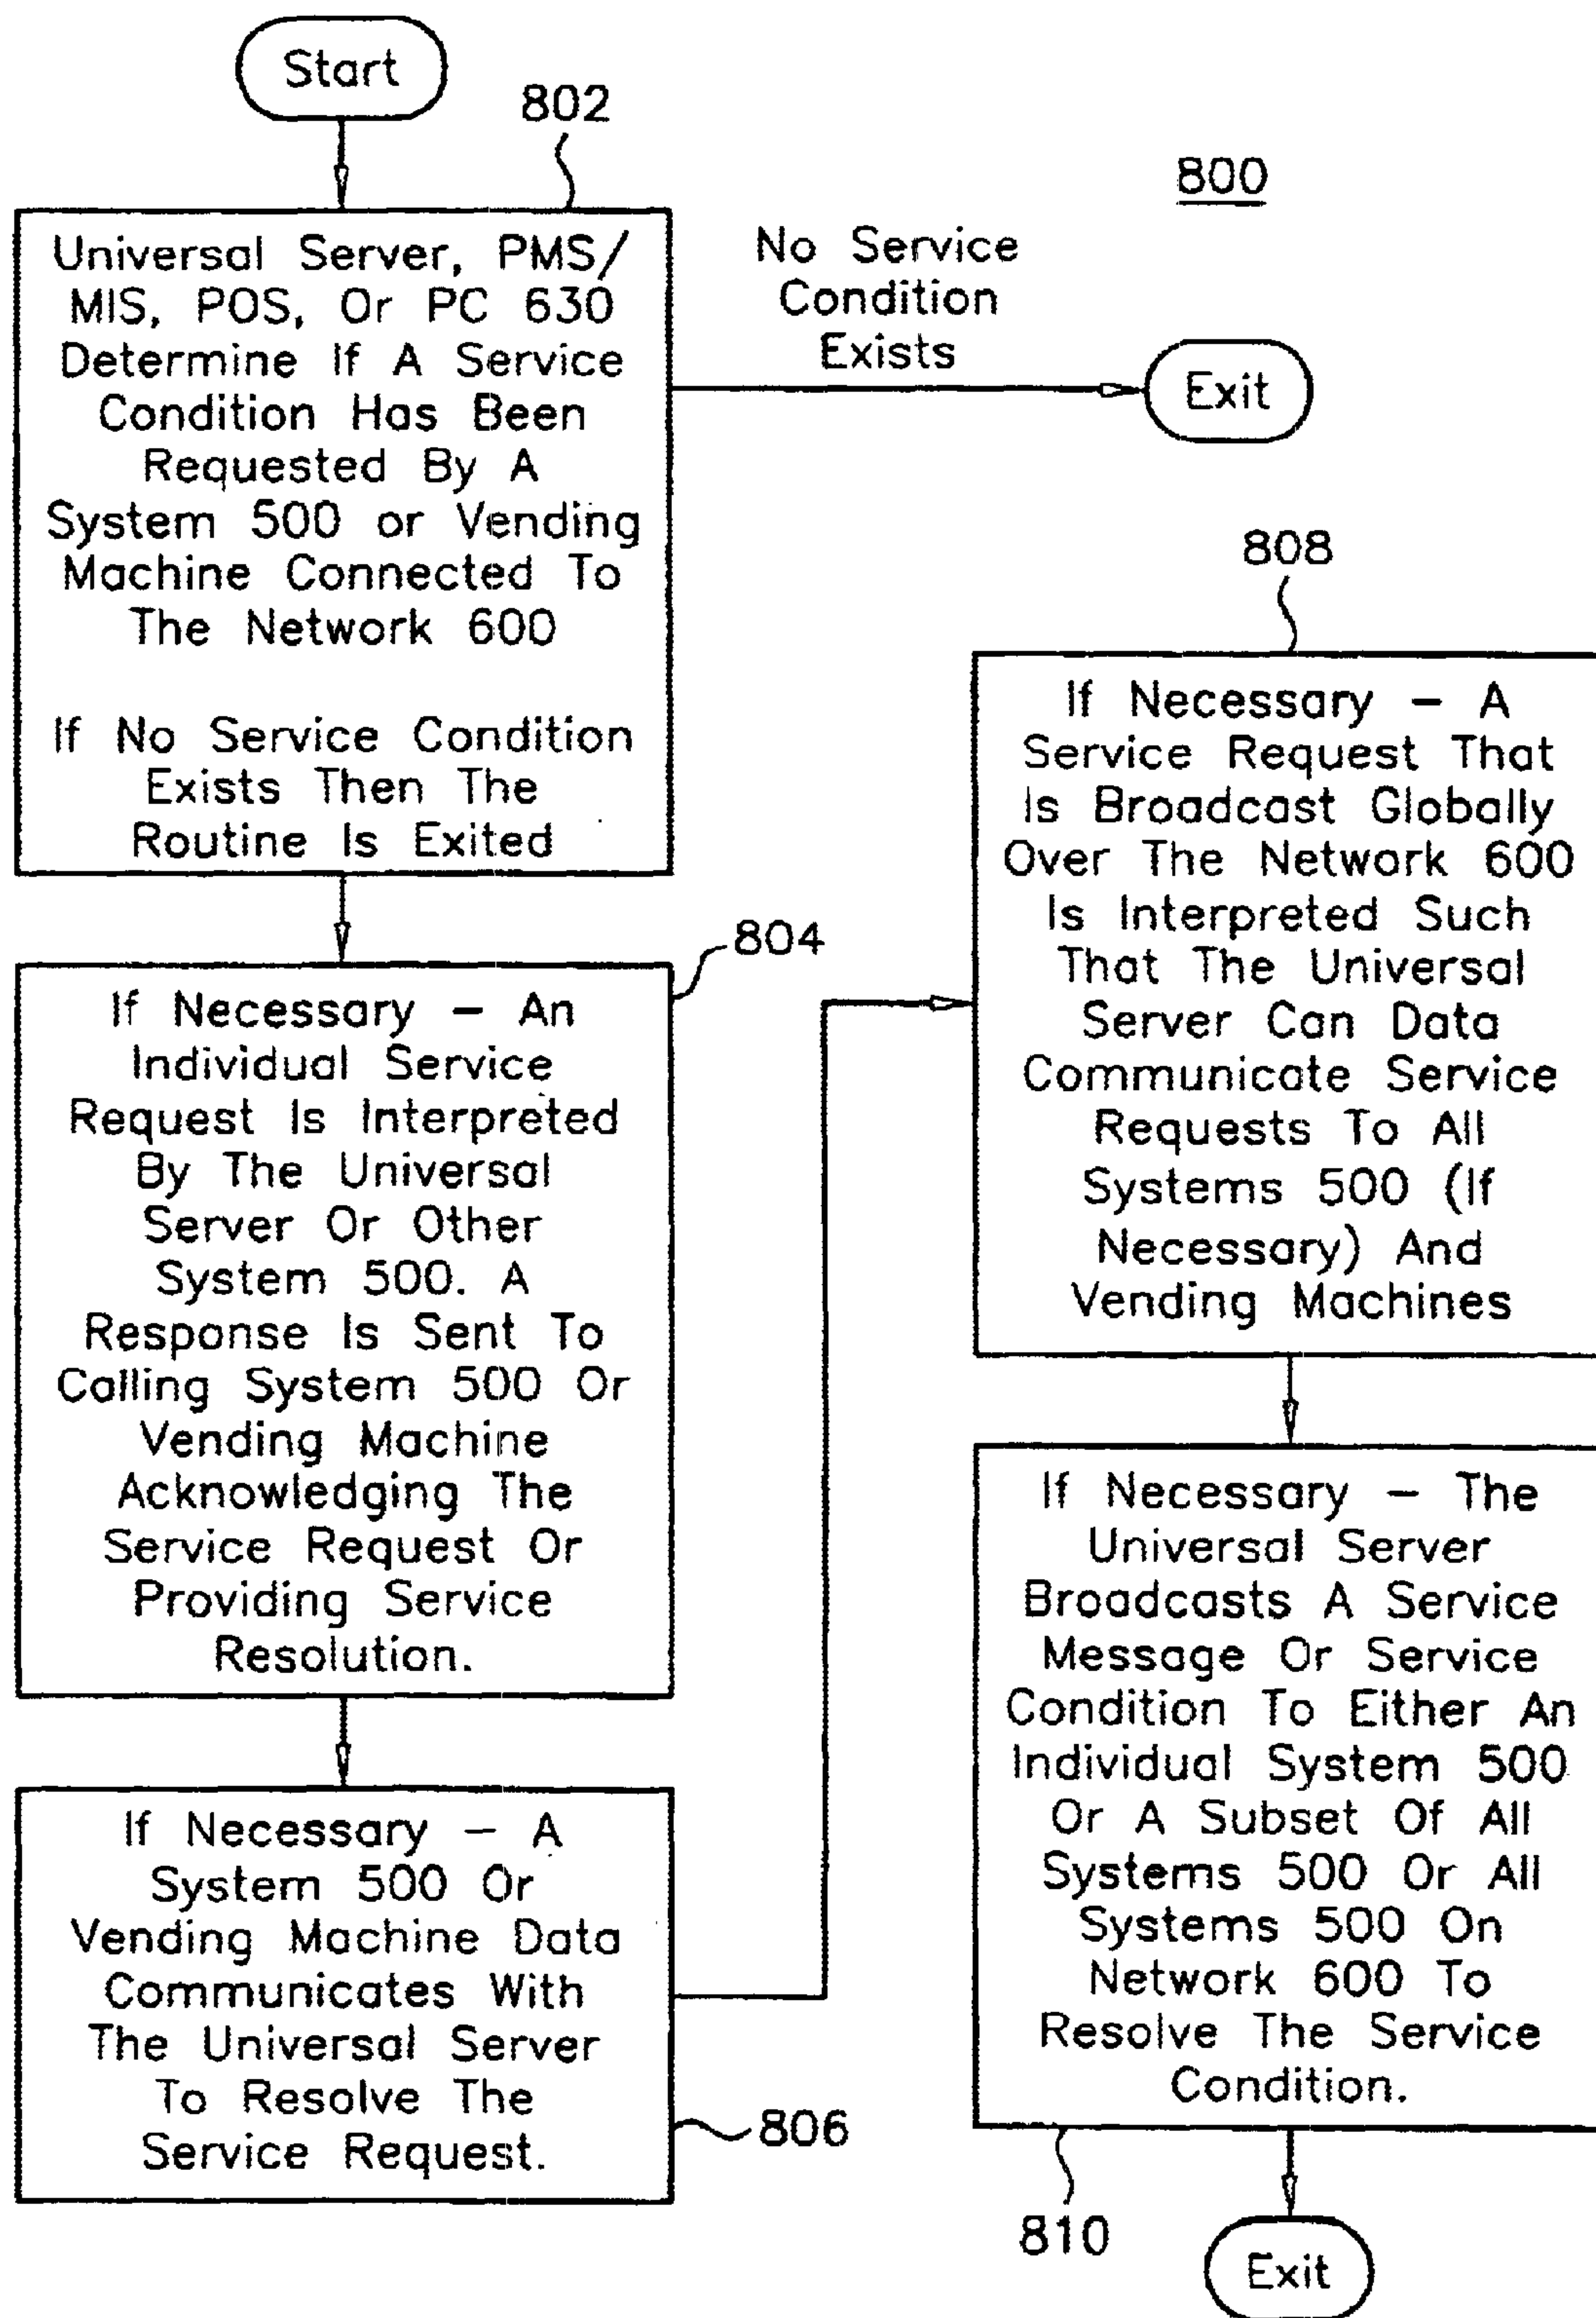 Start
802
800
Universal Server, PMS/
MIS, POS, Or PC 630
Determine If A Service
Condition Has Been
Requested By A
System 500 or Vending
Machine Connected To
The Network 600
If No Service Condition
Exists Then The
Routine Is Exited
No Service
Condition
Exists
Exit
804
If Necessary – An
Individual Service
Request Is Interpreted
By The Universal
Server Or Other
System 500. A
Response Is Sent To
Calling System 500 Or
Vending Machine
Acknowledging The
Service Request Or
Providing Service
Resolution.
If Necessary – A
System 500 Or
Vending Machine Data
Communicates With
The Universal Server
To Resolve The
Service Request.
806
808
If Necessary – A
Service Request That
Is Broadcast Globally
Over The Network 600
Is Interpreted Such
That The Universal
Server Can Data
Communicate Service
Requests To All
Systems 500 (If
Necessary) And
Vending Machines
If Necessary – The
Universal Server
Broadcasts A Service
Message Or Service
Condition To Either An
Individual System 500
Or A Subset Of All
Systems 500 Or All
Systems 500 On
Network 600 To
Resolve The Service
Condition.
810
Exit